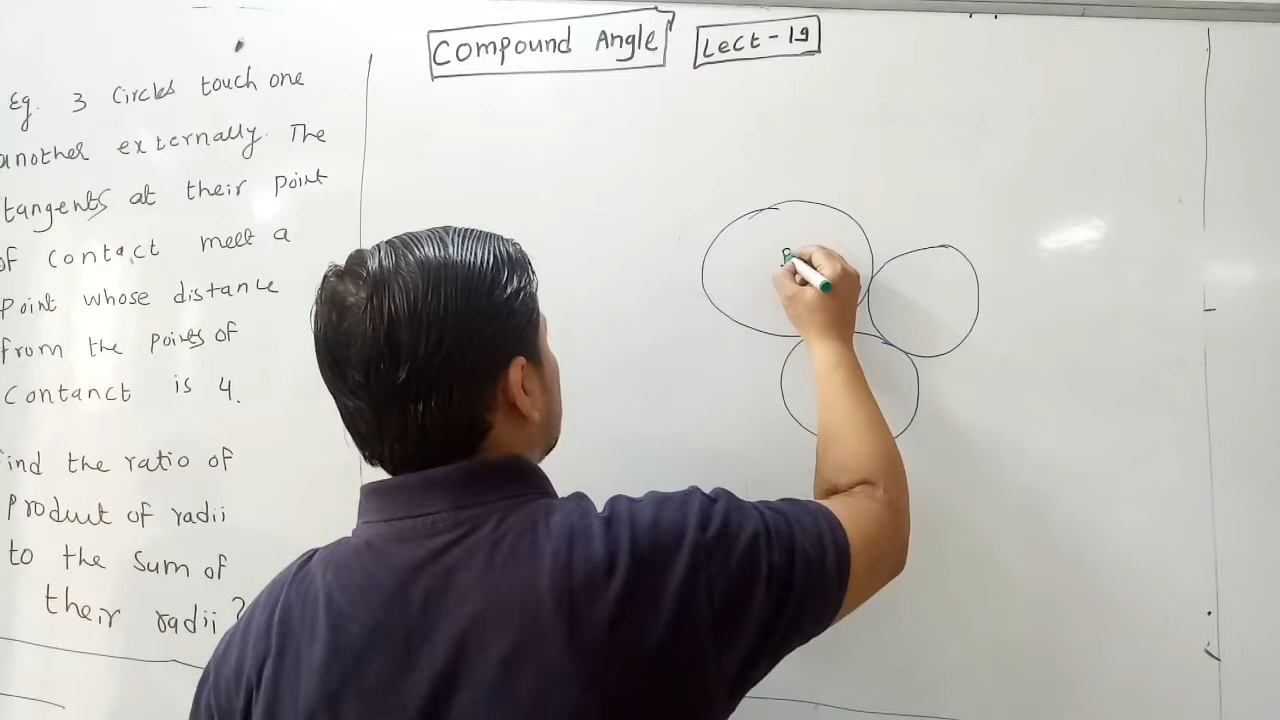 Compound Angle Lect-19
Eg. 3 Circles touch one
another externally. The
tangents at their point
of contact meet a
point whose distance
from the points of
Contanct is 4.
find the ratio of
Product of radii
to the sum of
their radii?